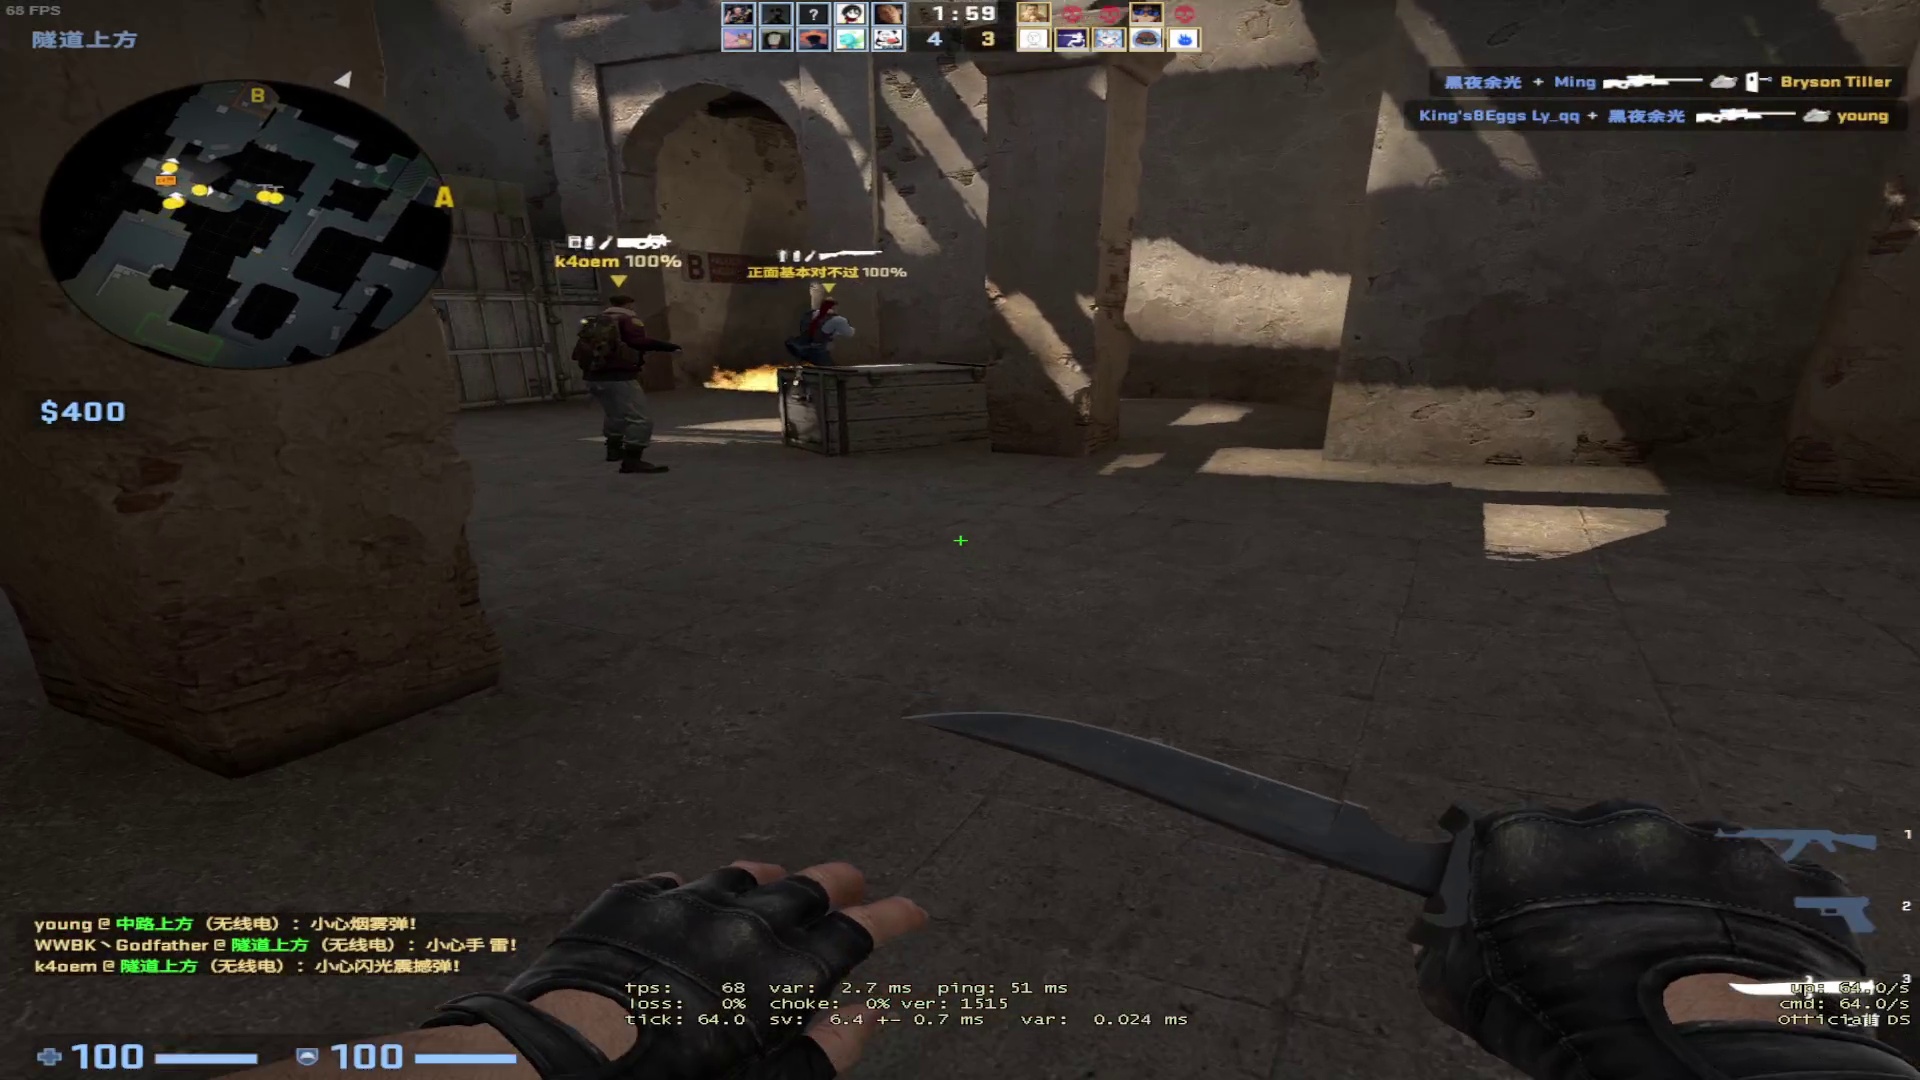 68 FPS
隧道上方
1:59
?
4 3
B
A
黑夜余光 + Ming Bryson Tiller
King's8Eggs Ly_qq + 黑夜余光 young
k4oem 100%
B
正面基本对不过 100%
$400
1
2
3
young @ 中路上方 (无线电) : 小心烟雾弹!
WWBK丶Godfather @ 隧道上方 (无线电) : 小心手 雷!
k4oem @ 隧道上方 (无线电) : 小心闪光震撼弹!
fps: 68 var: 2.7 ms ping: 51 ms
loss: 0% choke: 0% ver: 1515
tick: 64.0 sv: 6.4 +- 0.7 ms var: 0.024 ms
up: 64.0/s
cmd: 64.0/s
Official DS
100 100